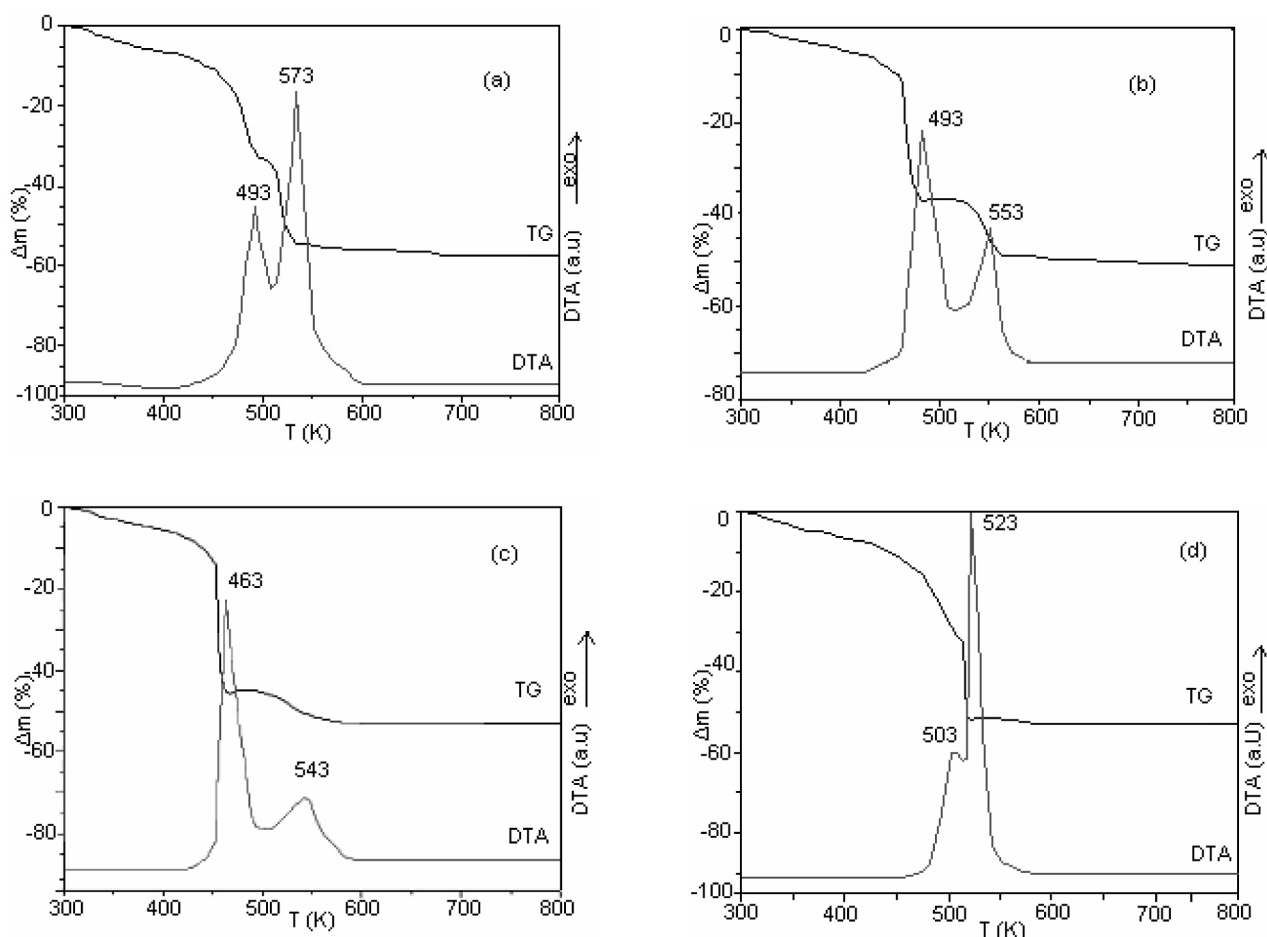 0
-20
-40
-60
-80
-100
Δm (%)
573
493
(a)
TG
DTA
DTA (a.u)
exo
300
400
500
600
700
800
T (K)
0
-20
-40
-60
-80
Δm (%)
493
553
(b)
TG
DTA
DTA (a.u)
exo
300
400
500
600
700
800
T (K)
0
-20
-40
-60
-80
Δm (%)
463
543
(c)
TG
DTA
DTA (a.u)
exo
300
400
500
600
700
800
T (K)
0
-20
-40
-60
-80
-100
Δm (%)
523
503
(d)
TG
DTA
DTA (a.U)
exo
300
400
500
600
700
800
T (K)